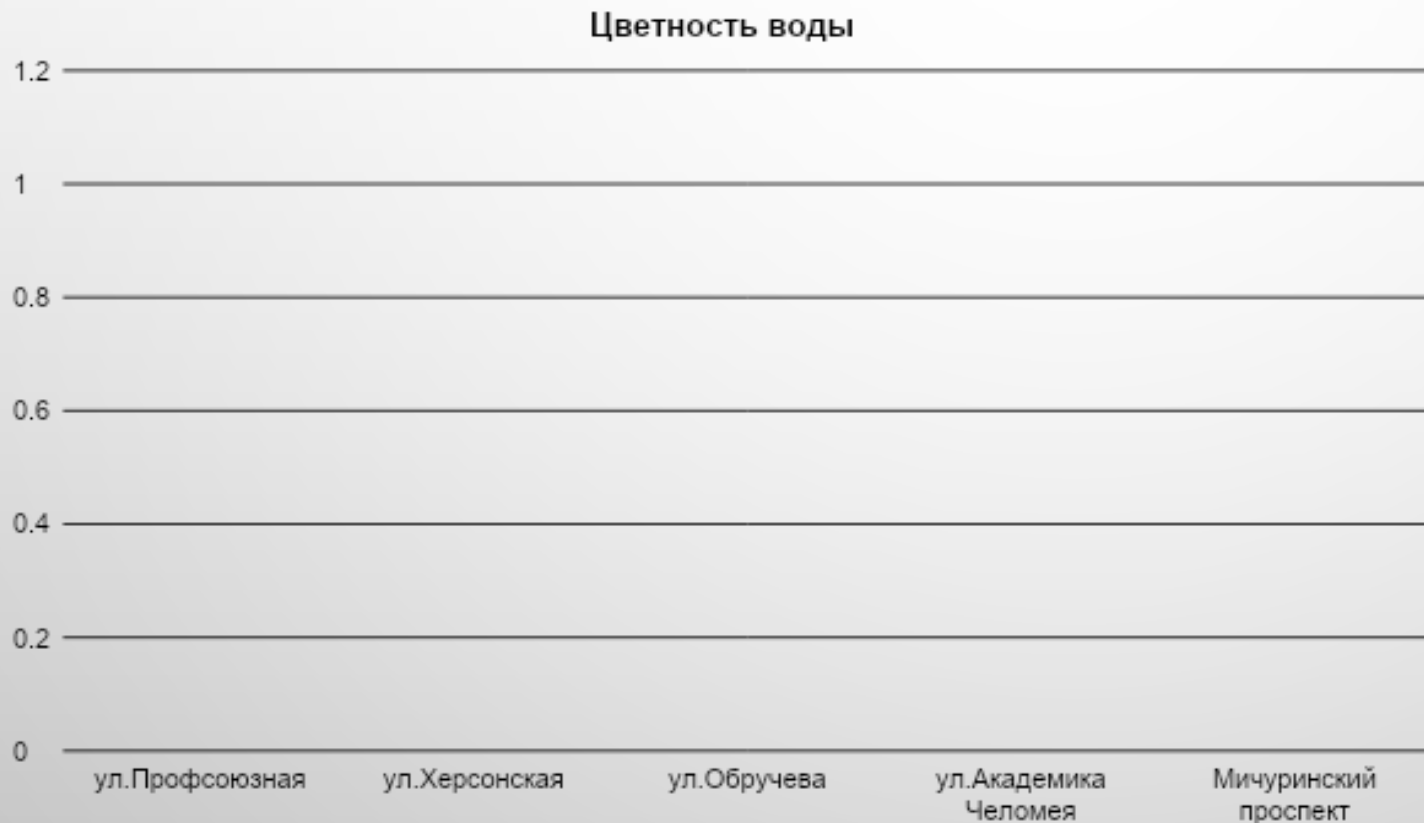 Цветность воды
1.2
1
0.8
0.6
0.4
0.2
0
ул.Профсоюзная
ул.Херсонская
ул.Обручева
ул.Академика
Челомея
Мичуринский
проспект